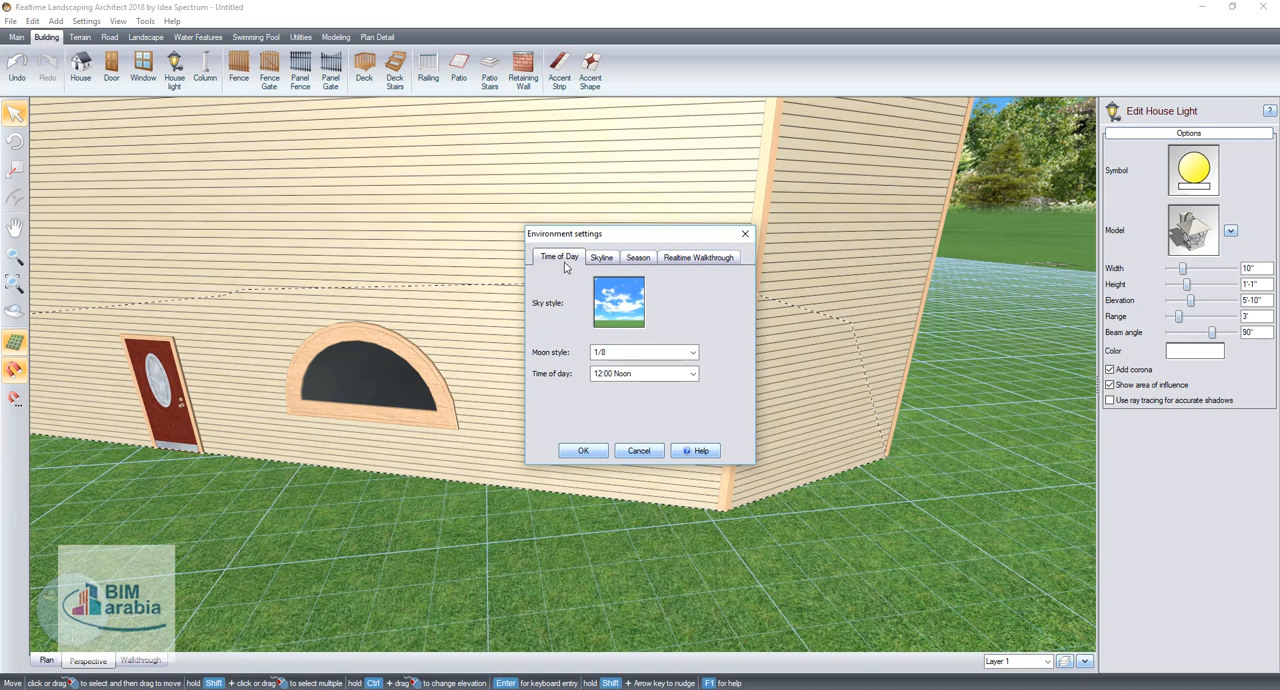 Realtime Landscaping Architect 2018 by Idea Spectrum - Untitled
File Edit Add Settings View Tools Help
Main Building Terrain Road Landscape Water Features Swimming Pool Utilities Modeling Plan Detail
Undo Redo House Door Window House light Column Fence Fence Gate Panel Fence Panel Gate Deck Deck Stairs Railing Patio Patio Stairs Retaining Wall Accent Strip Accent Shape
Edit House Light
?
Options
Symbol
Model
Width 10"
Height 1'-1"
Elevation 5'-10"
Range 3'
Beam angle 90'
Color
Add corona
Show area of influence
Use ray tracing for accurate shadows
Environment settings
Time of Day Skyline Season Realtime Walkthrough
Sky style:
Moon style: 1/8
Time of day: 12:00 Noon
OK Cancel Help
BIM
arabia
Plan Perspective Walkthrough
Layer 1
Move click or drag to select and then drag to move hold Shift + click or drag to select multiple hold Ctrl + drag to change elevation Enter for keyboard entry hold Shift + Arrow key to nudge F1 for help